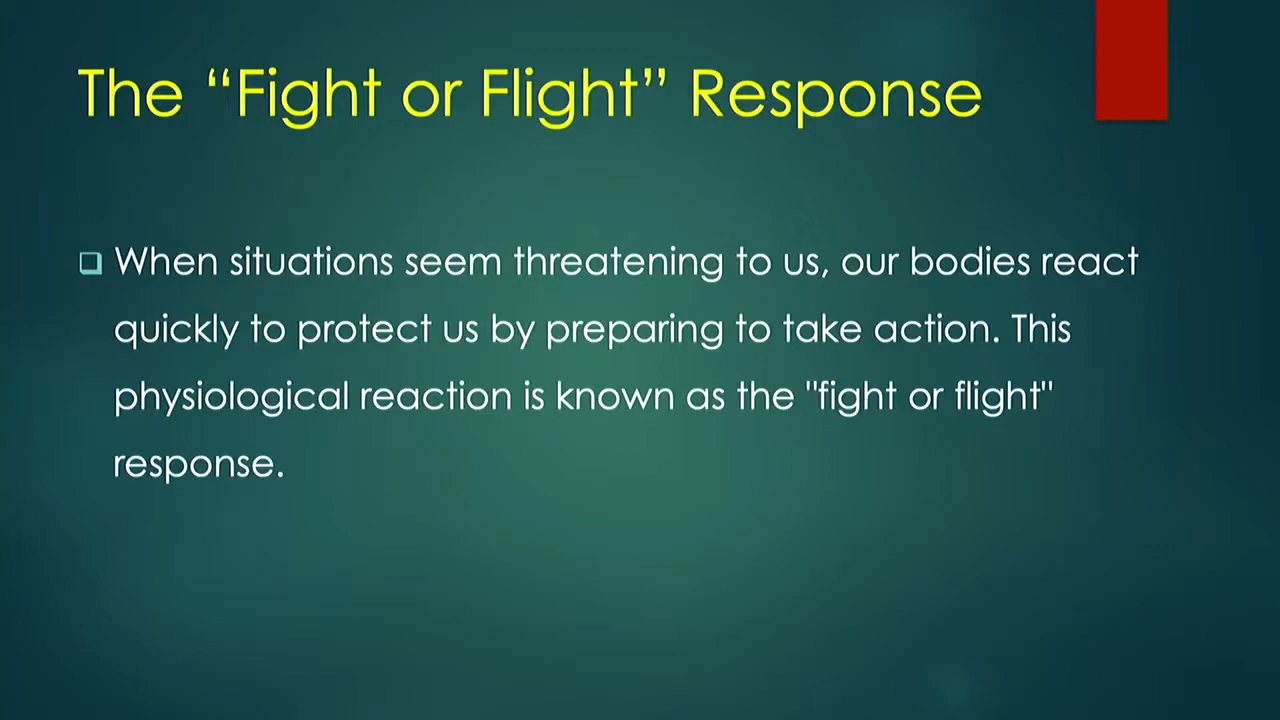 The “Fight or Flight” Response
When situations seem threatening to us, our bodies react
quickly to protect us by preparing to take action. This
physiological reaction is known as the "fight or flight"
response.